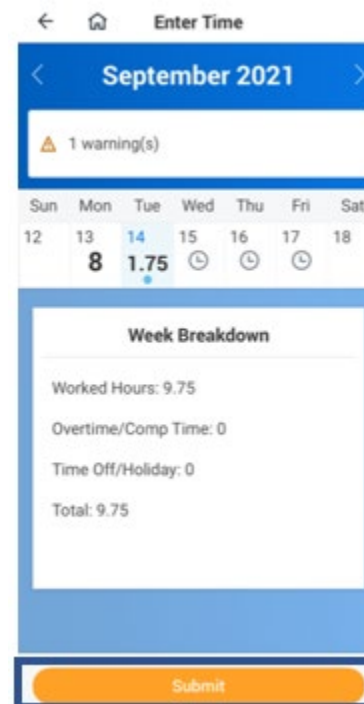 Enter Time
September 2021
1 warning(s)
Sun Mon Tue Wed Thu Fri Sat
12 13 14 15 16 17 18
8 1.75
Week Breakdown
Worked Hours: 9.75
Overtime/Comp Time: 0
Time Off/Holiday: 0
Total: 9.75
Submit